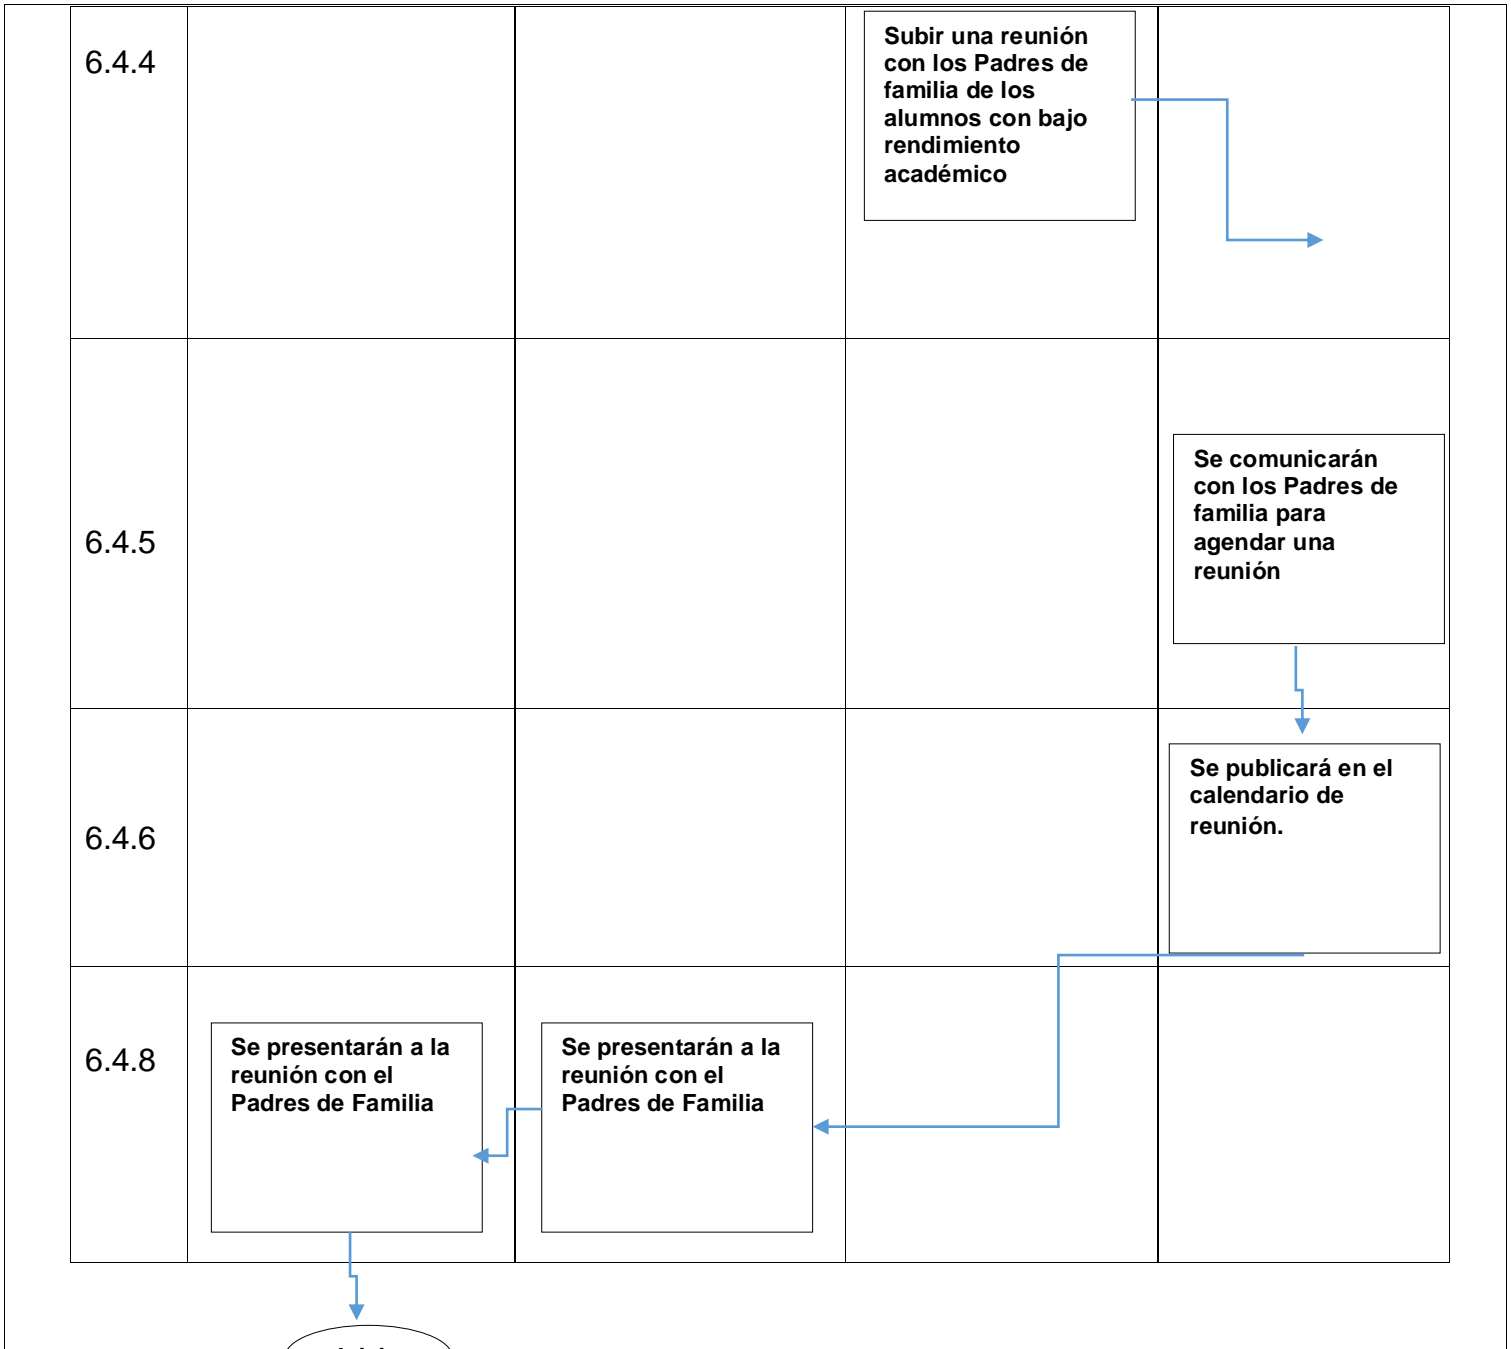 6.4.4
Subir una reunión
con los Padres de
familia de los
alumnos con bajo
rendimiento
académico
6.4.5
Se comunicarán
con los Padres de
familia para
agendar una
reunión
6.4.6
Se publicará en el
calendario de
reunión.
6.4.8
Se presentarán a la
reunión con el
Padres de Familia
Se presentarán a la
reunión con el
Padres de Familia